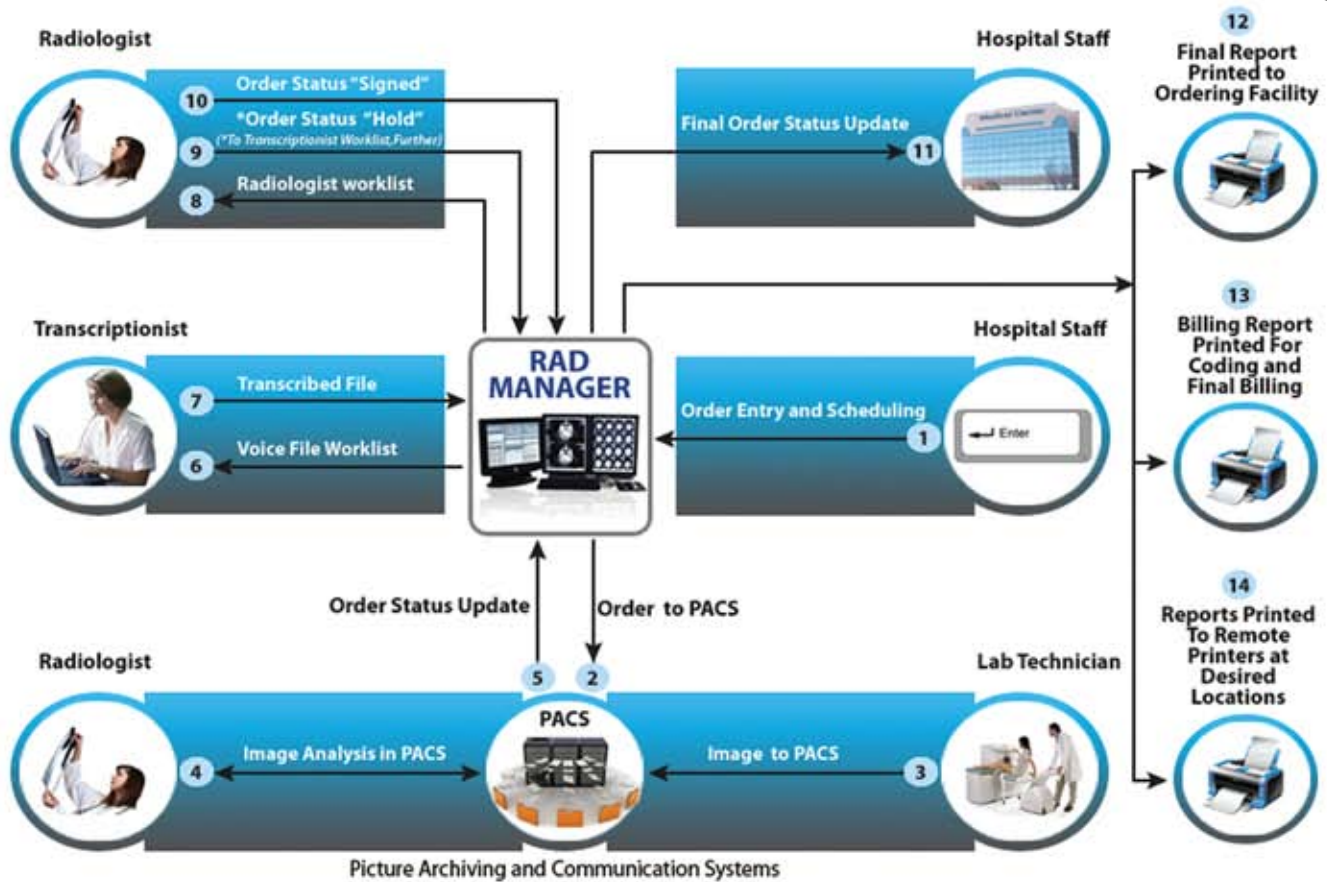 Radiologist
10
Order Status "Signed"
*Order Status "Hold"
(*To Transcriptionist Worklist,Further)
9
Radiologist worklist
8
Hospital Staff
Final Order Status Update
11
Medical Center
12
Final Report
Printed to
Ordering Facility
Transcriptionist
Transcribed File
7
Voice File Worklist
6
RAD
MANAGER
Hospital Staff
Order Entry and Scheduling
1
Enter
13
Billing Report
Printed For
Coding and
Final Billing
Order Status Update
Order to PACS
5
2
14
Reports Printed
To Remote
Printers at
Desired
Locations
Radiologist
4
Image Analysis in PACS
PACS
Image to PACS
3
Lab Technician
Picture Archiving and Communication Systems